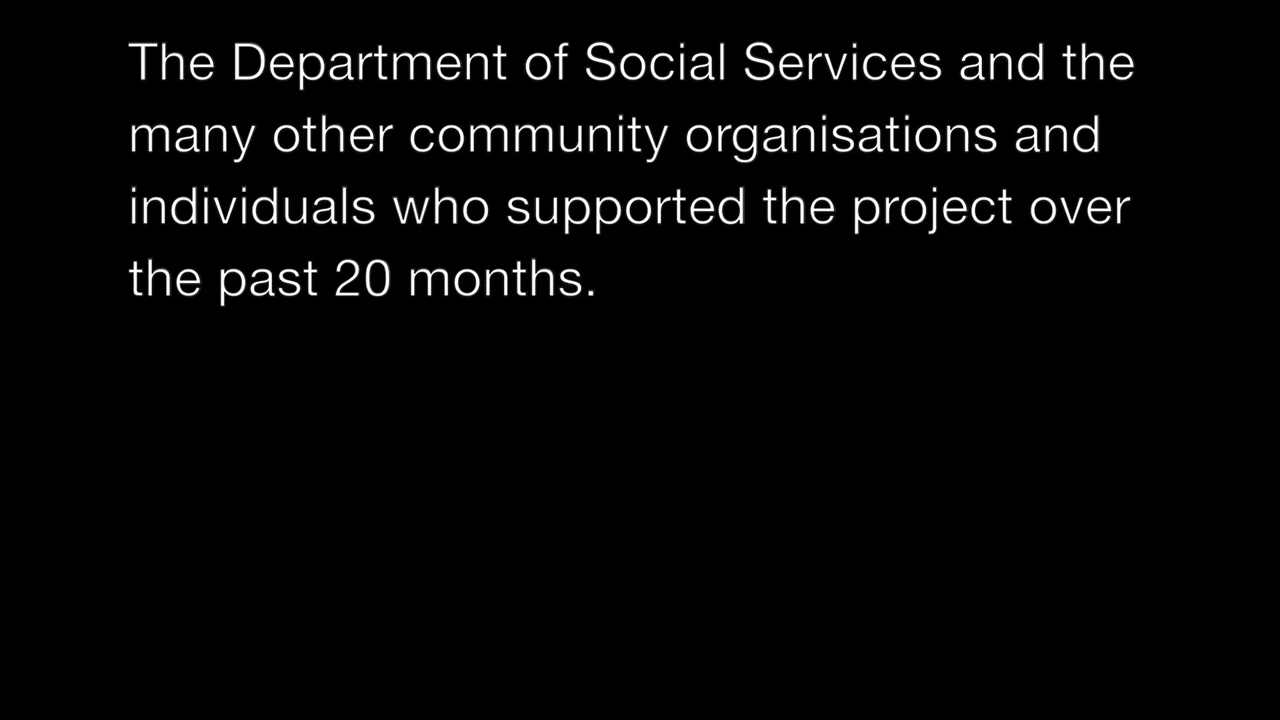 The Department of Social Services and the
many other community organisations and
individuals who supported the project over
the past 20 months.